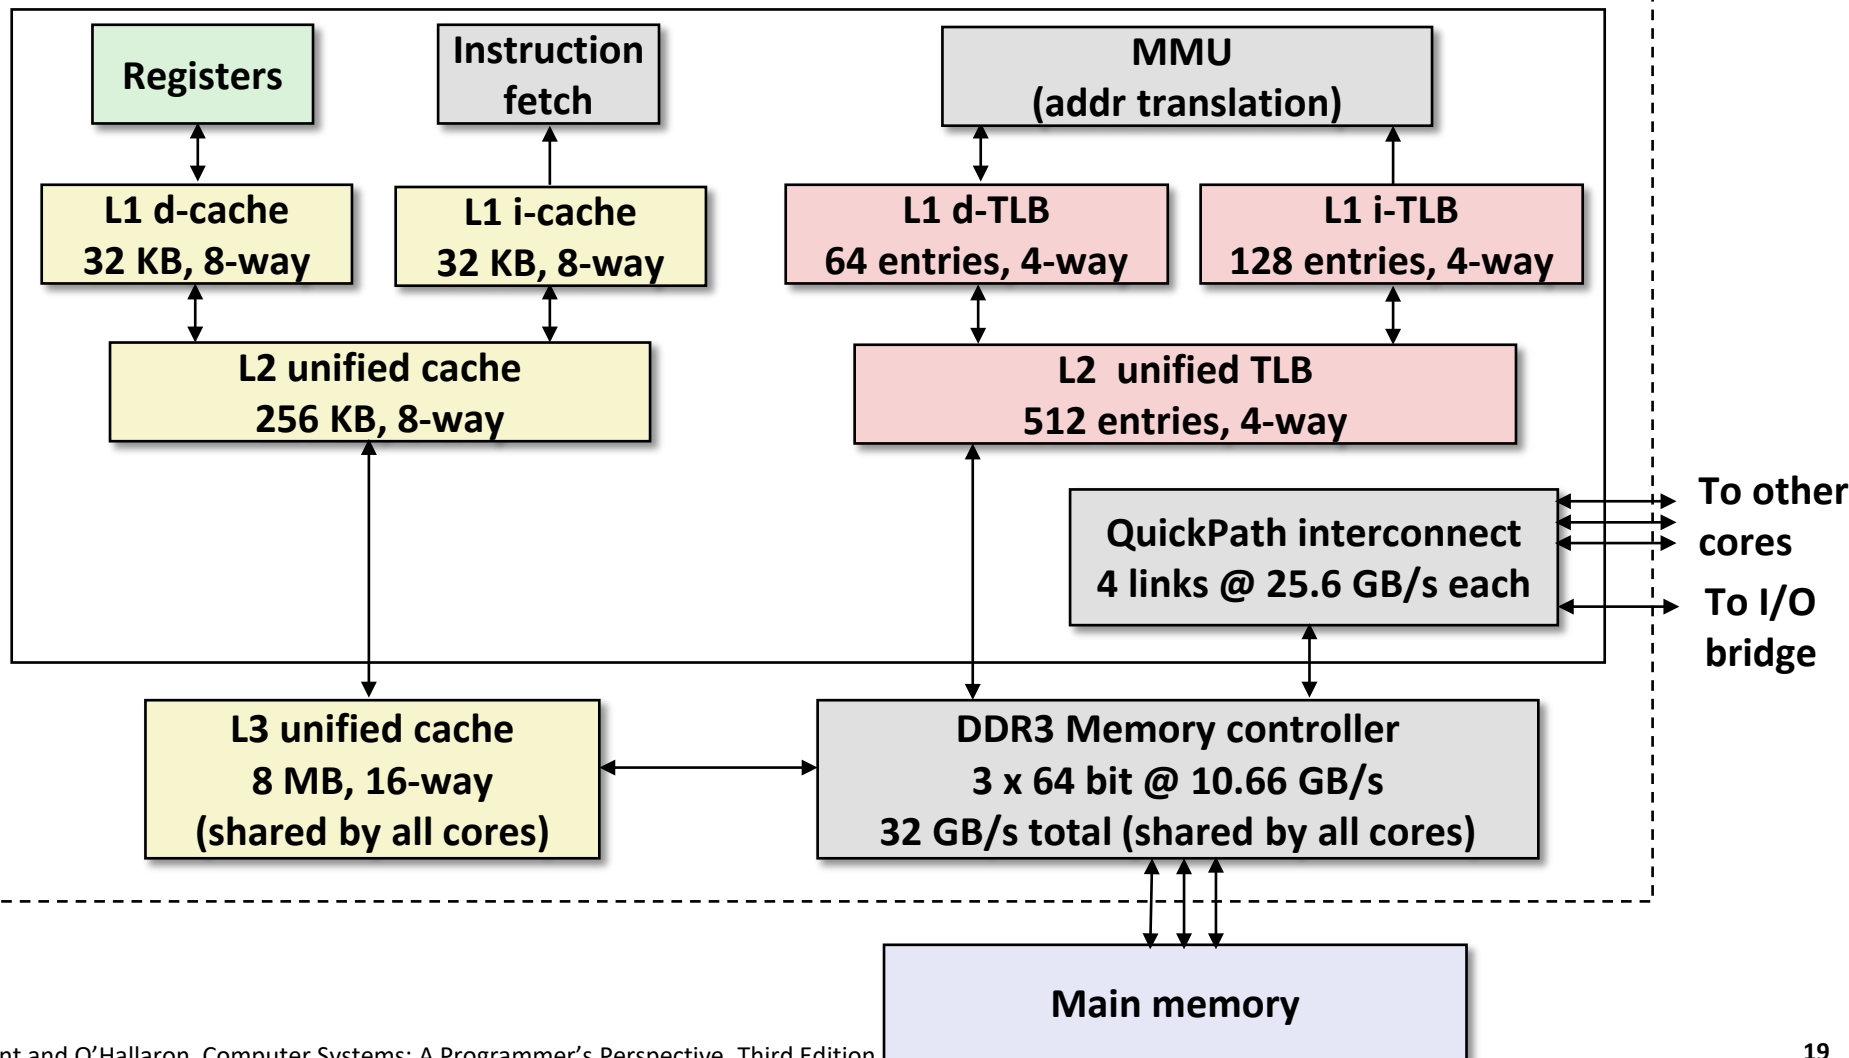 Registers
Instruction
fetch
MMU
(addr translation)
L1 d-cache
32 KB, 8-way
L1 i-cache
32 KB, 8-way
L1 d-TLB
64 entries, 4-way
L1 i-TLB
128 entries, 4-way
L2 unified cache
256 KB, 8-way
L2  unified TLB
512 entries, 4-way
QuickPath interconnect
4 links @ 25.6 GB/s each
To other
cores
To I/O
bridge
L3 unified cache
8 MB, 16-way
(shared by all cores)
DDR3 Memory controller
3 x 64 bit @ 10.66 GB/s
32 GB/s total (shared by all cores)
Main memory
and O'Hallaron, Computer Systems: A Programmer's Perspective, Third Edition
19